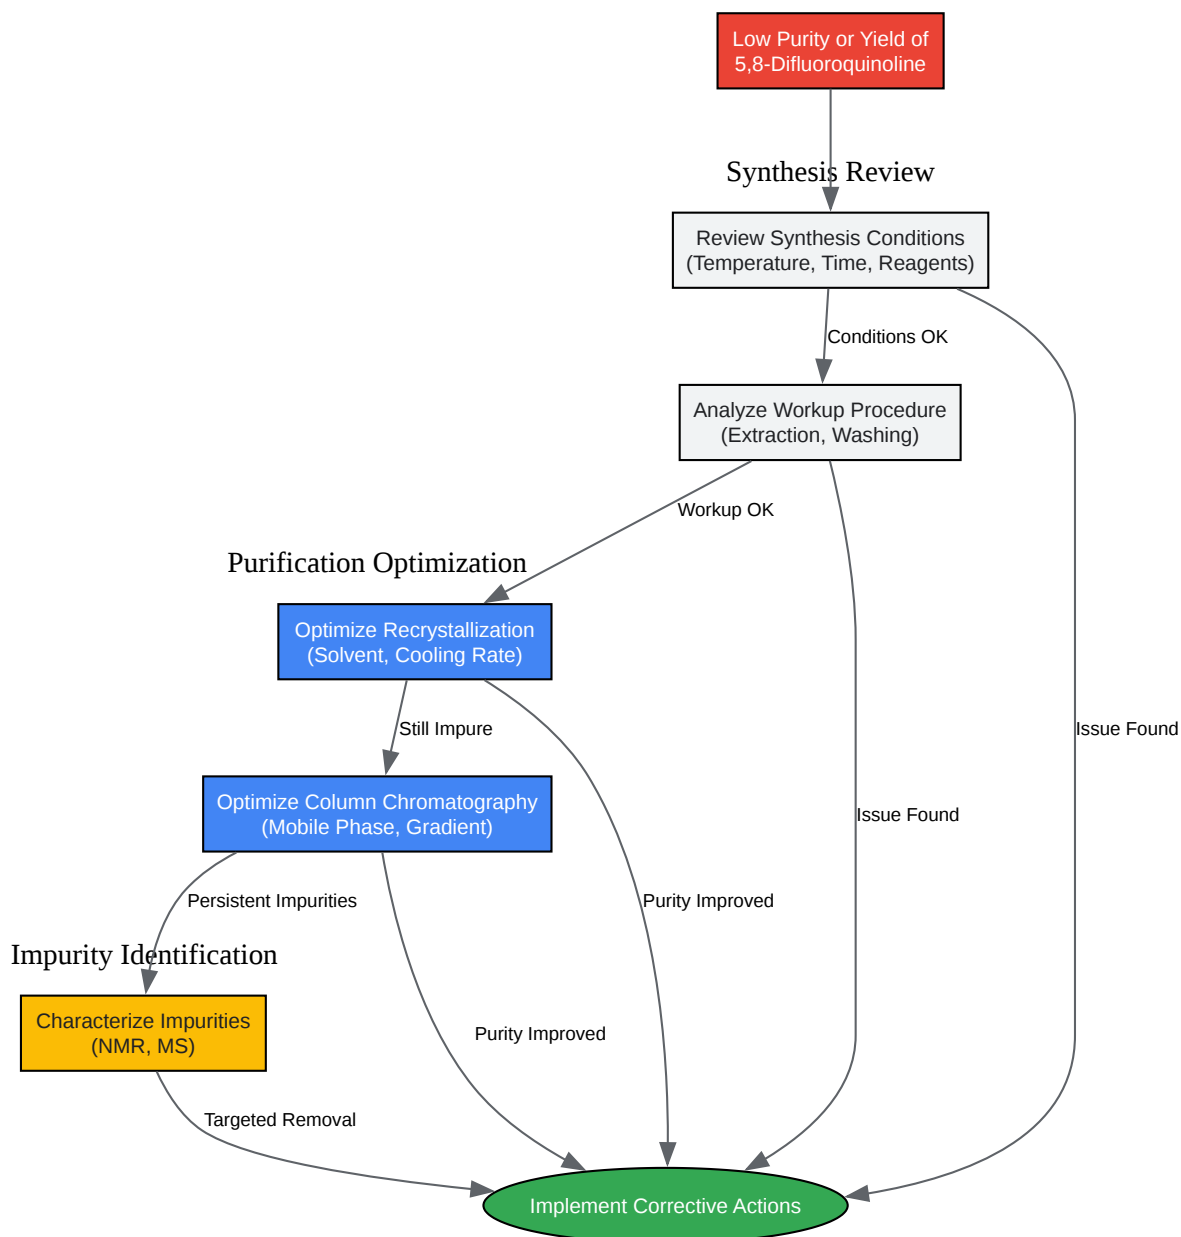 Low Purity or Yield of
5,8-Difluoroquinoline
Synthesis Review
Review Synthesis Conditions
(Temperature, Time, Reagents)
Conditions OK
Analyze Workup Procedure
(Extraction, Washing)
Workup OK
Purification Optimization
Optimize Recrystallization
(Solvent, Cooling Rate)
Still Impure
Issue Found
Optimize Column Chromatography
(Mobile Phase, Gradient)
Issue Found
Persistent Impurities
Purity Improved
Impurity Identification
Characterize Impurities
(NMR, MS)
Purity Improved
Targeted Removal
Implement Corrective Actions